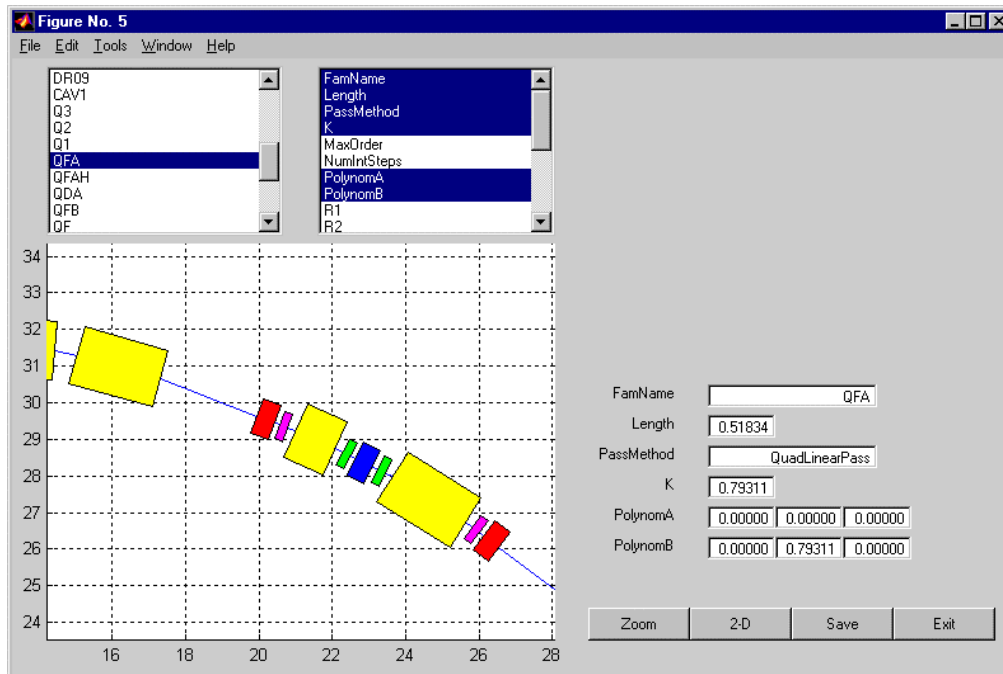 Figure No. 5
File Edit Tools Window Help
DR09
CAV1
Q3
Q2
Q1
QFA
QFAH
QDA
QFB
QF
FamName
Length
PassMethod
K
MaxOrder
NumIntSteps
PolynomA
PolynomB
R1
R2
34
33
32
31
30
29
28
27
26
25
24
16 18 20 22 24 26 28
FamName QFA
Length 0.51834
PassMethod QuadLinearPass
K 0.79311
PolynomA 0.00000 0.00000 0.00000
PolynomB 0.00000 0.79311 0.00000
Zoom 2-D Save Exit